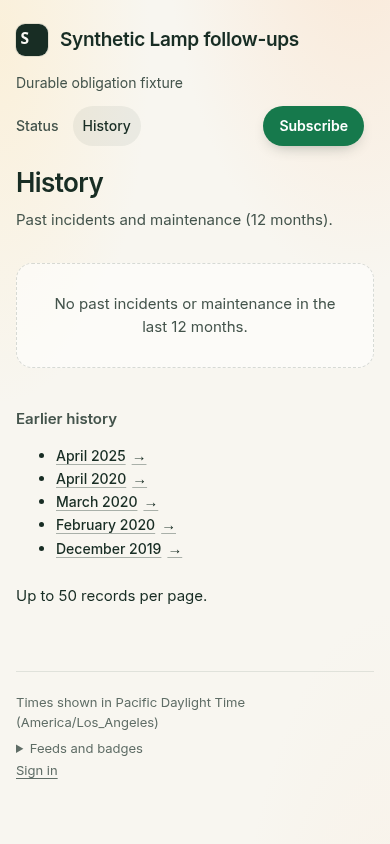 S
Synthetic Lamp follow-ups
Durable obligation fixture
Status
History
Subscribe
History
Past incidents and maintenance (12 months).
No past incidents or maintenance in the
last 12 months.
Earlier history
April 2025 →
April 2020 →
March 2020 →
February 2020 →
December 2019 →
Up to 50 records per page.
Times shown in Pacific Daylight Time
(America/Los_Angeles)
Feeds and badges
Sign in